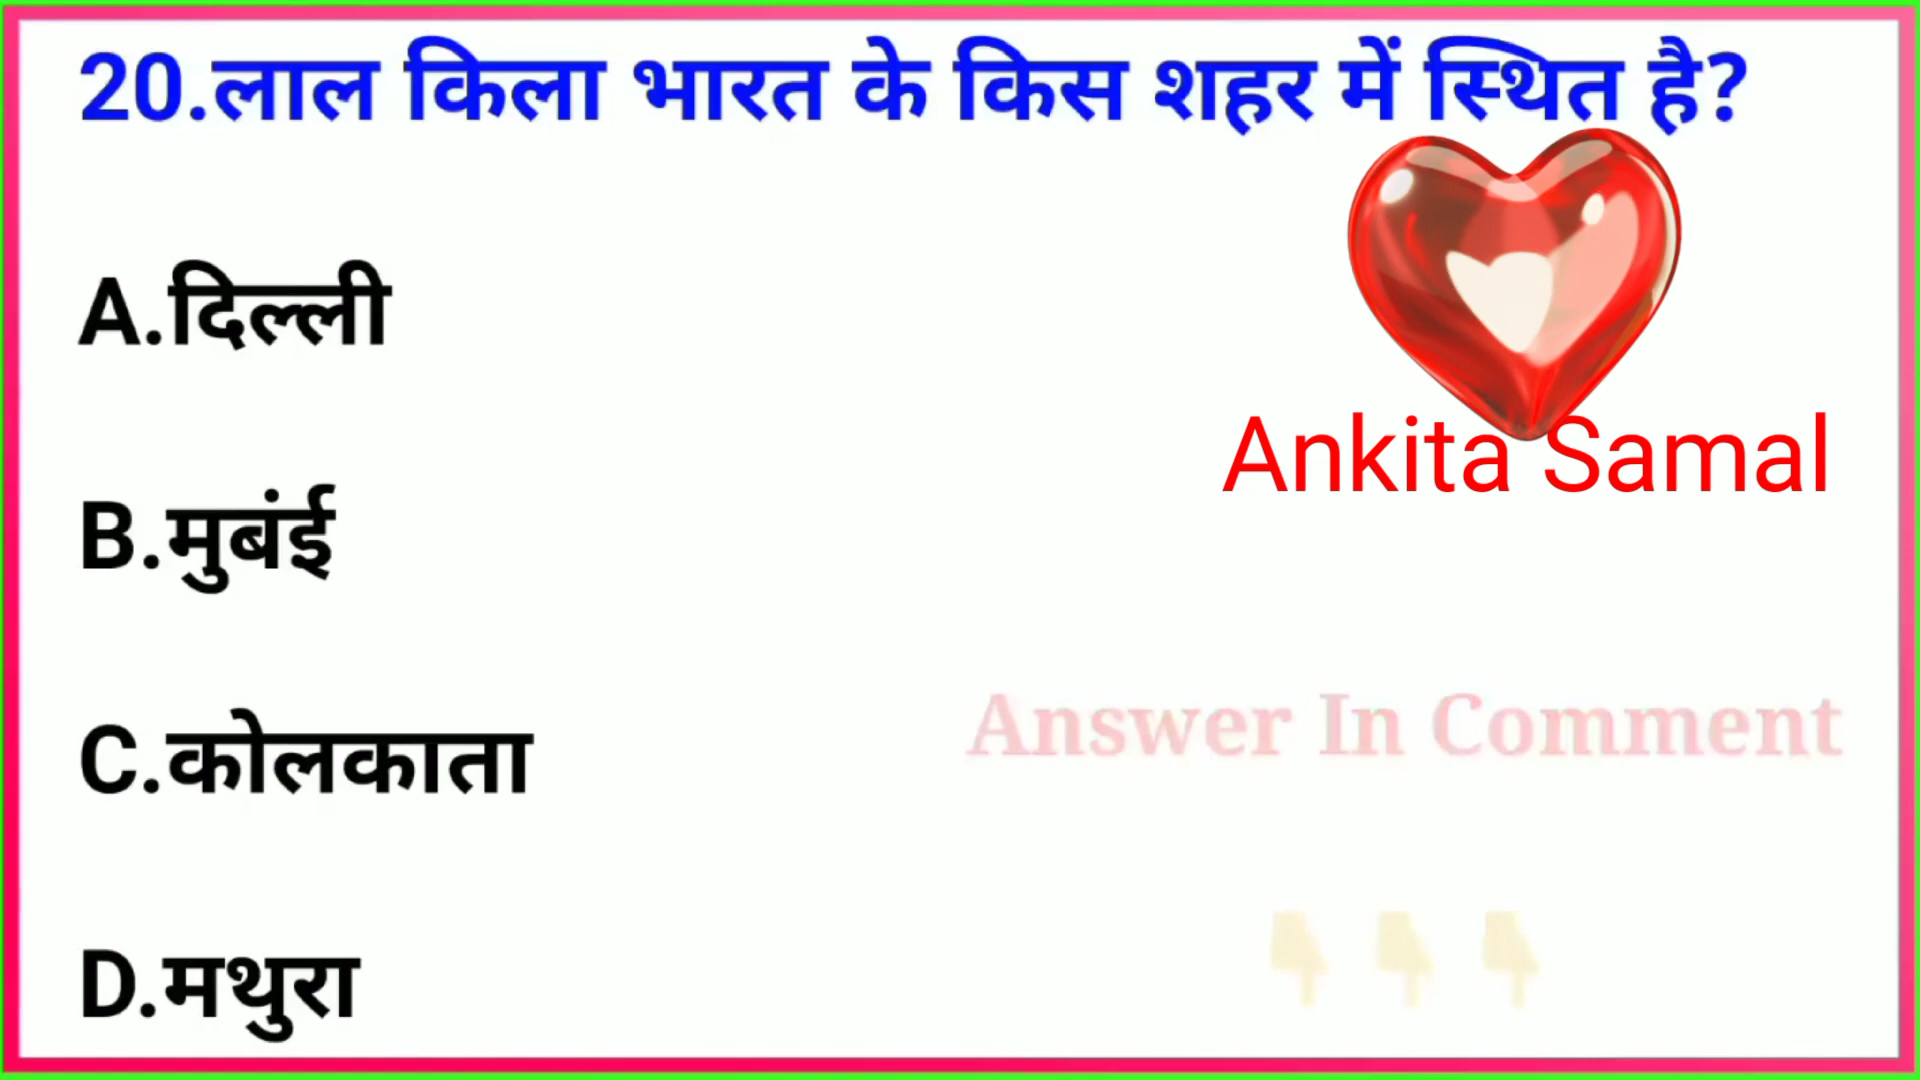 20.लाल किला भारत के किस शहर में स्थित है?
A.दिल्ली
Ankita Samal
B.मुबंई
Answer In Comment
C.कोलकाता
D.मथुरा